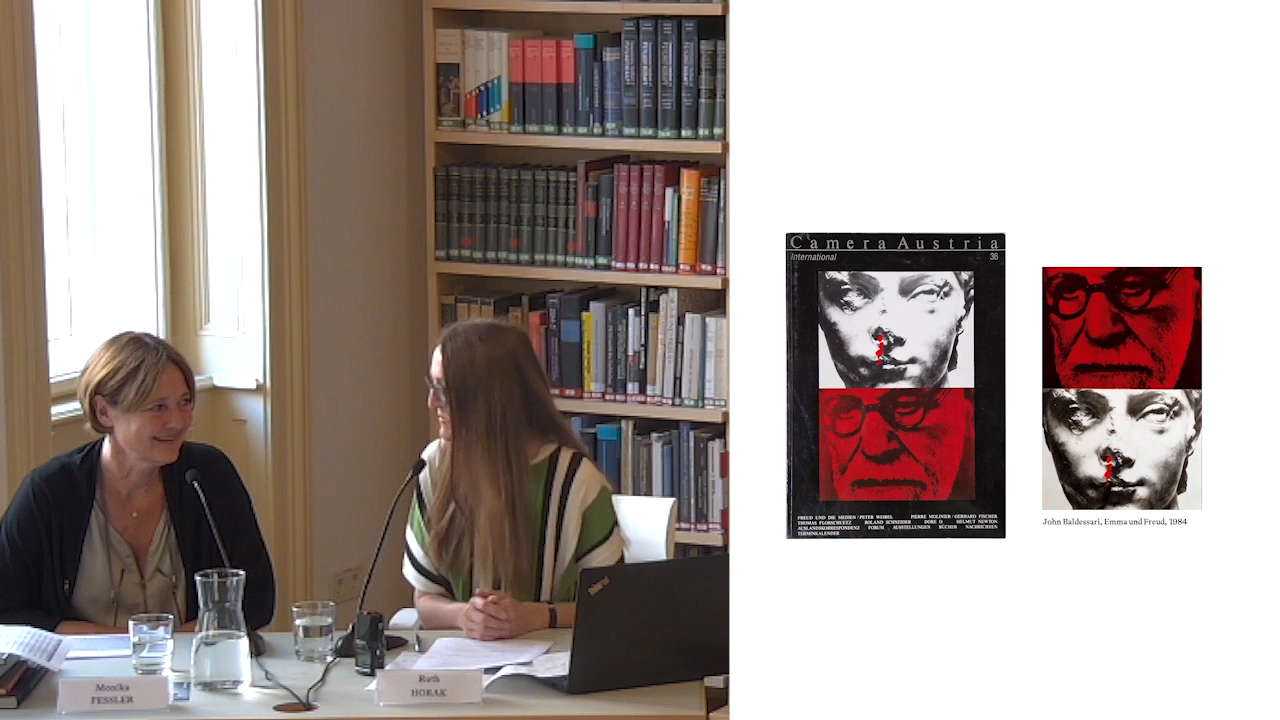 Monika
PESSLER
Ruth
HORAK
Camera Austria
International 36
FREUD UND DIE MEDIEN / PETER WEIBEL PIERRE MOLINIER / GERHARD FISCHER
THOMAS FLORSCHUETZ ROLAND SCHNEIDER DORE O. HELMUT NEWTON
AUSLANDSKORRESPONDENZ FORUM AUSSTELLUNGEN BÜCHER NACHRICHTEN
TERMINKALENDER
John Baldessari, Emma und Freud, 1984